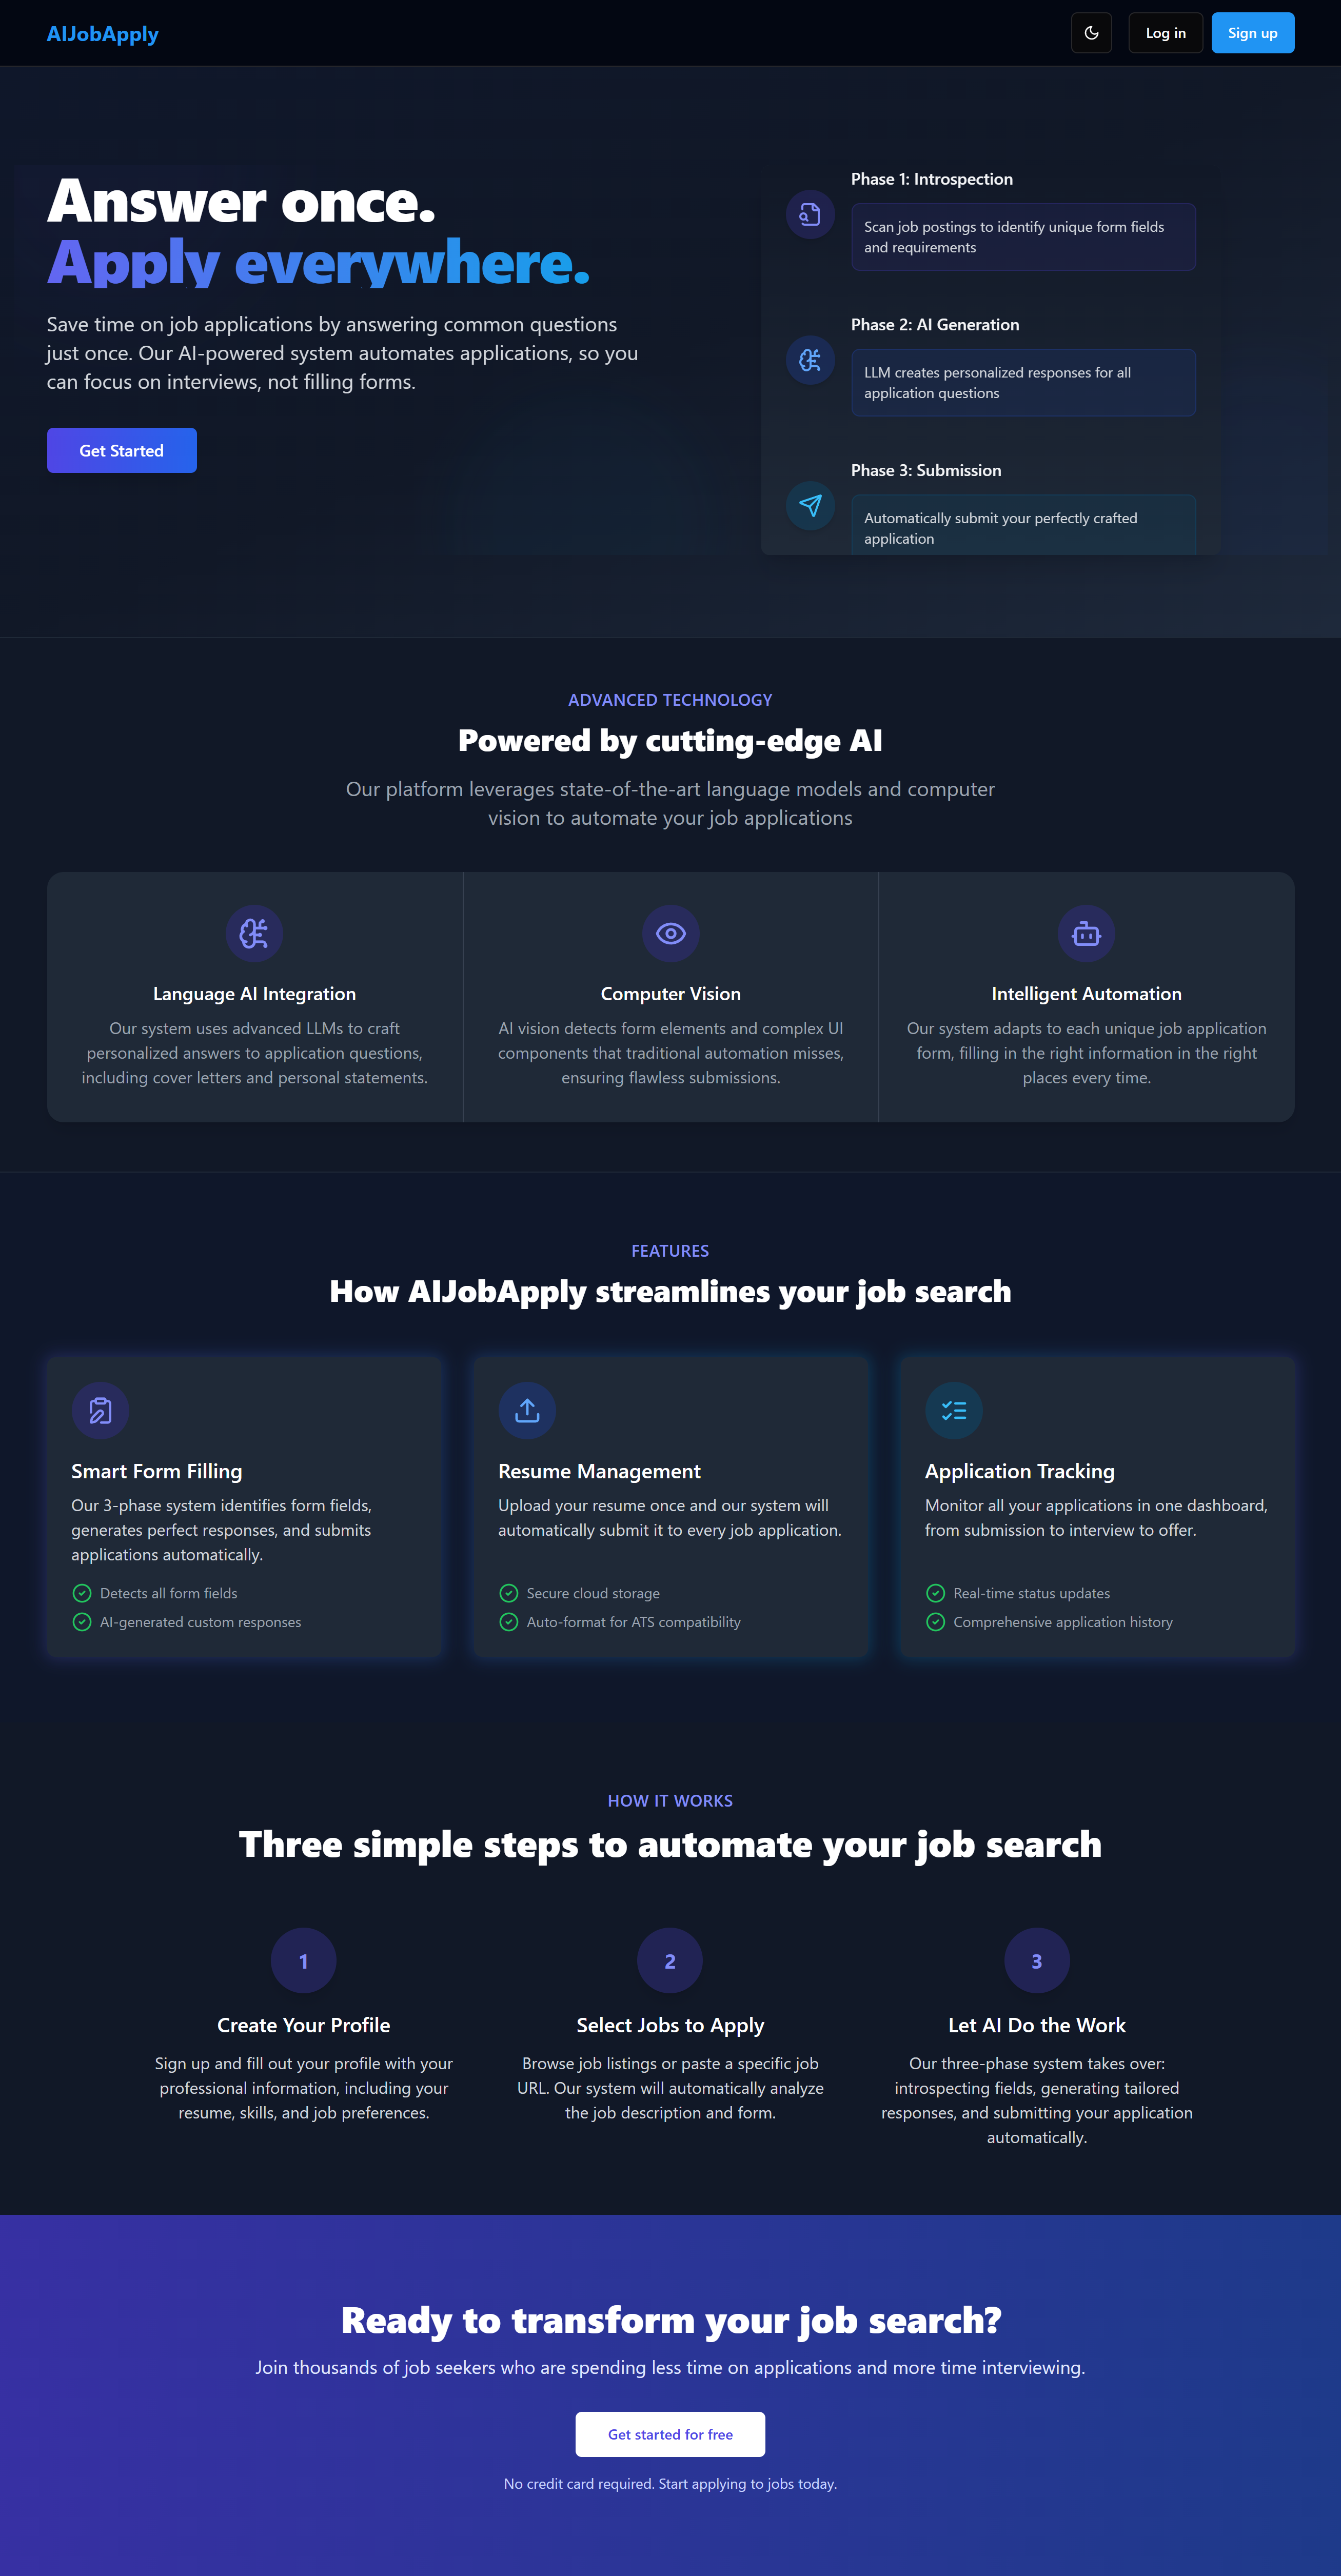 AIJobApply
Log in
Sign up
Answer once.
Apply everywhere.
Save time on job applications by answering common questions
just once. Our AI-powered system automates applications, so you
can focus on interviews, not filling forms.
Get Started
Phase 1: Introspection
Scan job postings to identify unique form fields
and requirements
Phase 2: AI Generation
LLM creates personalized responses for all
application questions
Phase 3: Submission
Automatically submit your perfectly crafted
application
ADVANCED TECHNOLOGY
Powered by cutting-edge AI
Our platform leverages state-of-the-art language models and computer
vision to automate your job applications
Language AI Integration
Our system uses advanced LLMs to craft
personalized answers to application questions,
including cover letters and personal statements.
Computer Vision
AI vision detects form elements and complex UI
components that traditional automation misses,
ensuring flawless submissions.
Intelligent Automation
Our system adapts to each unique job application
form, filling in the right information in the right
places every time.
FEATURES
How AIJobApply streamlines your job search
Smart Form Filling
Our 3-phase system identifies form fields,
generates perfect responses, and submits
applications automatically.
Detects all form fields
AI-generated custom responses
Resume Management
Upload your resume once and our system will
automatically submit it to every job application.
Secure cloud storage
Auto-format for ATS compatibility
Application Tracking
Monitor all your applications in one dashboard,
from submission to interview to offer.
Real-time status updates
Comprehensive application history
HOW IT WORKS
Three simple steps to automate your job search
1
Create Your Profile
Sign up and fill out your profile with your
professional information, including your
resume, skills, and job preferences.
2
Select Jobs to Apply
Browse job listings or paste a specific job
URL. Our system will automatically analyze
the job description and form.
3
Let AI Do the Work
Our three-phase system takes over:
introspecting fields, generating tailored
responses, and submitting your application
automatically.
Ready to transform your job search?
Join thousands of job seekers who are spending less time on applications and more time interviewing.
Get started for free
No credit card required. Start applying to jobs today.